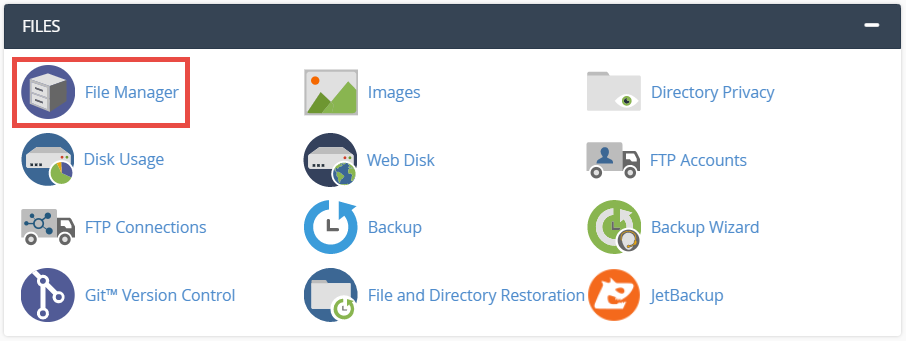 FILES
File Manager
Images
Directory Privacy
Disk Usage
Web Disk
FTP Accounts
FTP Connections
Backup
Backup Wizard
Git™ Version Control
File and Directory Restoration
JetBackup